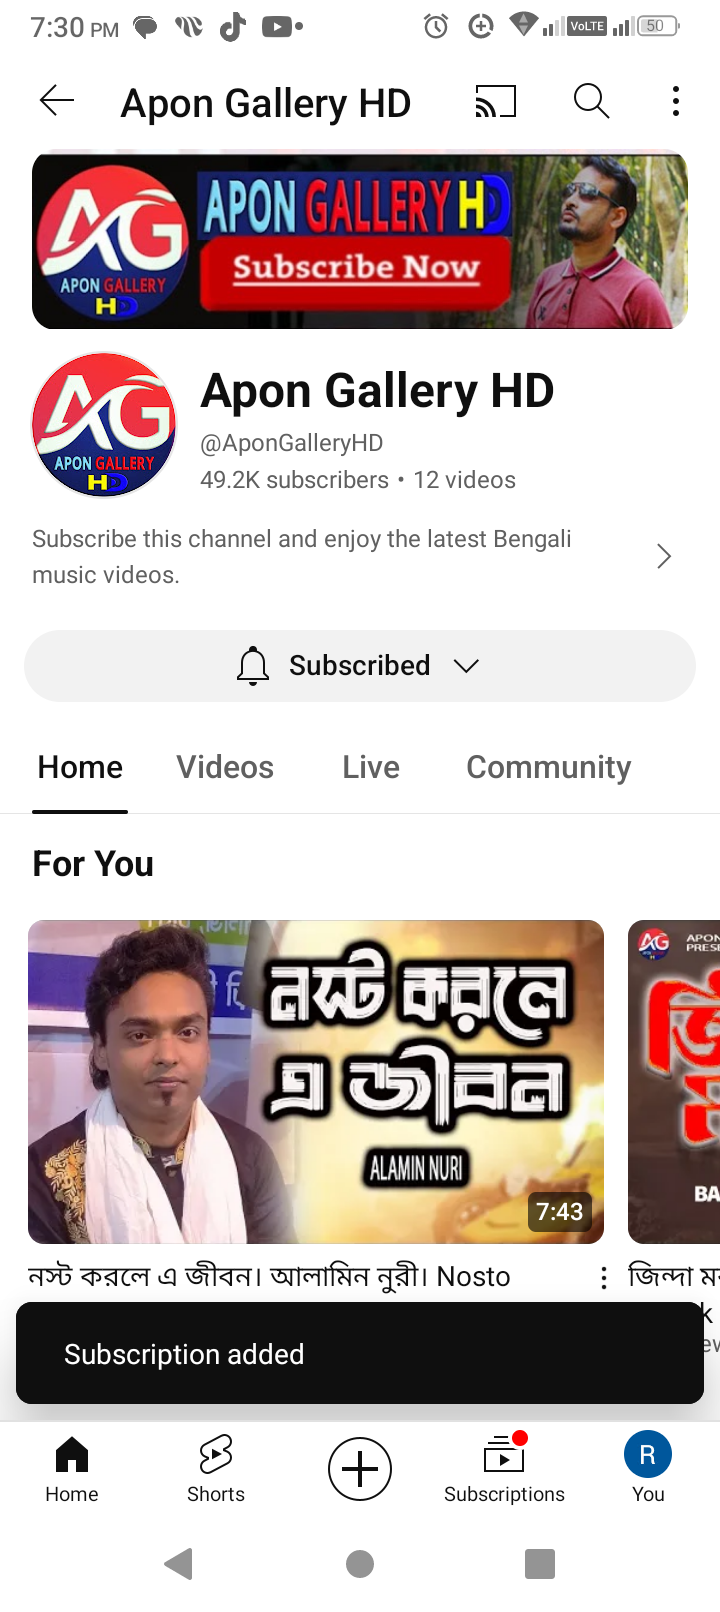 7:30 PM
VoLTE
50
Apon Gallery HD
AG
APON GALLERY
HD
APON GALLERY HD
Subscribe Now
AG
APON GALLERY
HD
Apon Gallery HD
@AponGalleryHD
49.2K subscribers • 12 videos
Subscribe this channel and enjoy the latest Bengali
music videos.
Subscribed
Home Videos Live Community
For You
নস্ট করলে
এ জীবন
ALAMIN NURI
7:43
AG
BA
নস্ট করলে এ জীবন। আলামিন নুরী। Nosto
জিন্দা
Subscription added
Home Shorts Subscriptions You
R